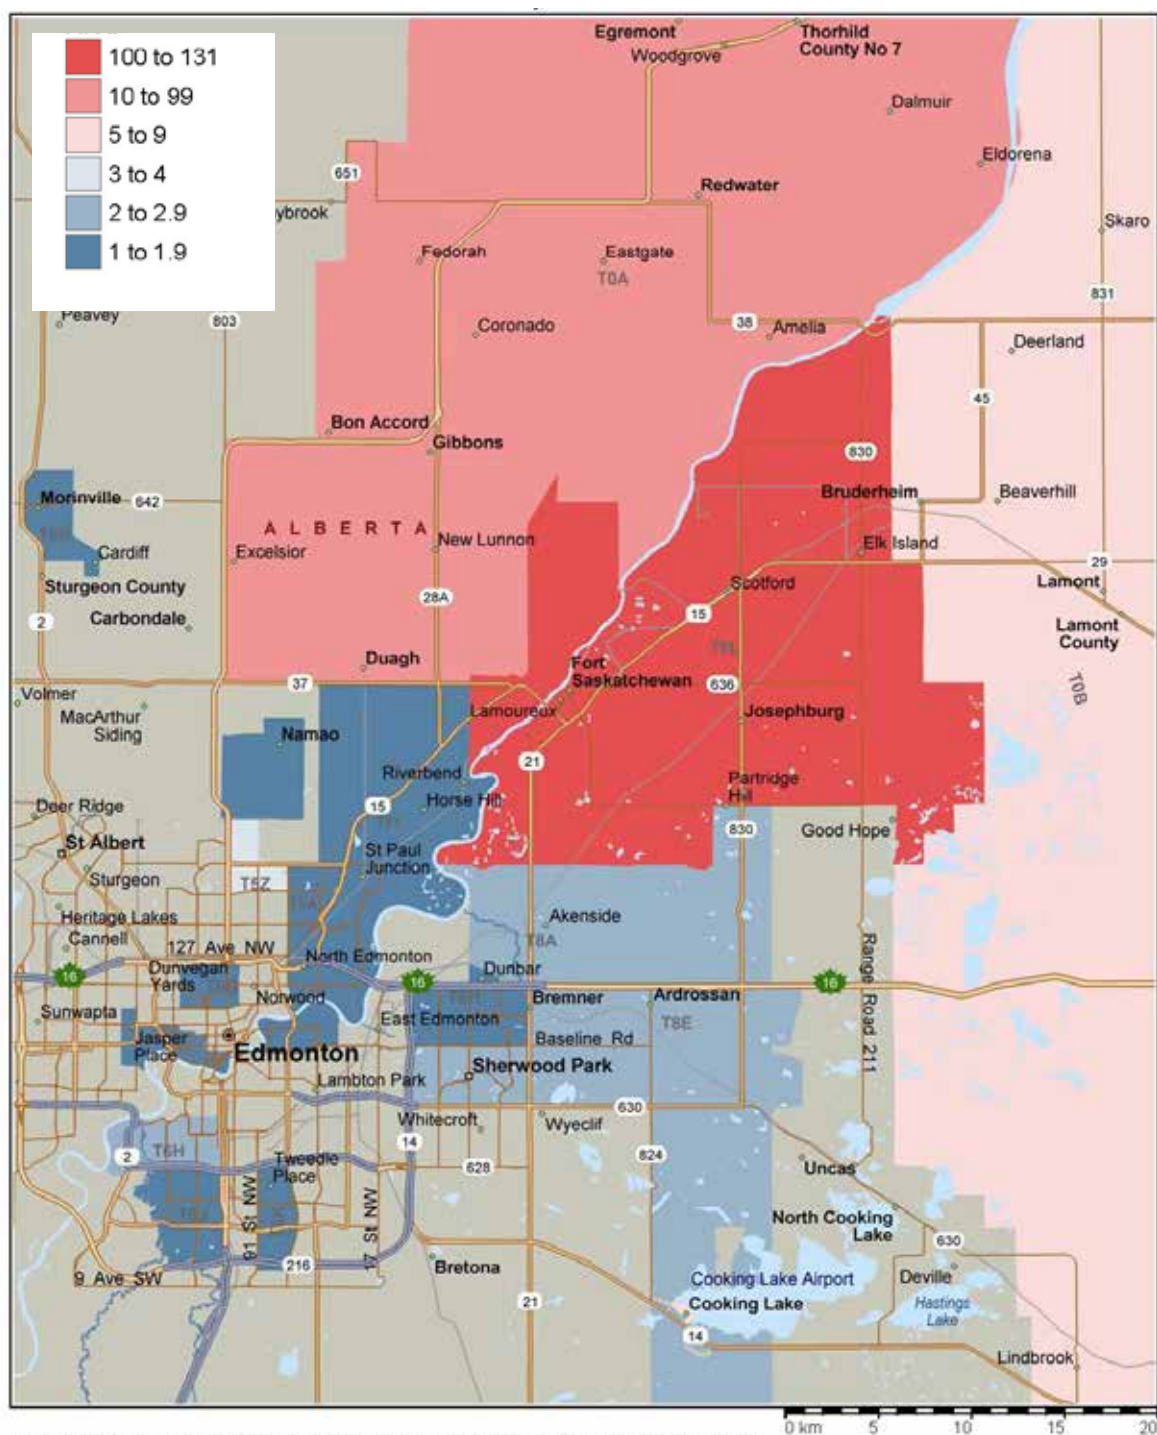 100 to 131
10 to 99
5 to 9
3 to 4
2 to 2.9
1 to 1.9
Egremont
Thorhild
County No 7
Woodgrove
Dalmuir
Eldorena
651
Redwater
ybrook
Skaro
Fedorah
Eastgate
T0A
831
Peavey
803
Coronado
38
Amelia
Deerland
45
Bon Accord
Gibbons
830
Morinville
642
Bruderheim
Beaverhill
ALBERTA
New Lunnon
Elk Island
Cardiff
Excelsior
29
Sturgeon County
Scotford
Lamont
28A
Carbondale
2
15
Lamont
County
Duagh
Fort
Saskatchewan
37
636
T0B
Volmer
MacArthur
Siding
Lamoureux
Josephburg
Namao
21
Riverbend
Partridge
Hill
Deer Ridge
15
Horse Hill
830
Good Hope
St Albert
St Paul
Junction
Sturgeon
T5Z
Heritage Lakes
Akenside
Cannell
127 Ave NW
T8A
North Edmonton
Range Road 211
16
Dunvegan
Yards
16
Dunbar
16
Norwood
Bremner
Ardrossan
Sunwapta
East Edmonton
T8E
Jasper
Place
Baseline Rd
Edmonton
Sherwood Park
Lambton Park
Whitecroft
Wyeclif
630
2
T6H
14
824
Tweedle
Place
628
Uncas
91 St NW
17 St NW
North Cooking
Lake
630
216
9 Ave SW
Bretona
Cooking Lake Airport
Deville
21
Cooking Lake
Hastings
Lake
14
Lindbrook
0 km 5 10 15 20